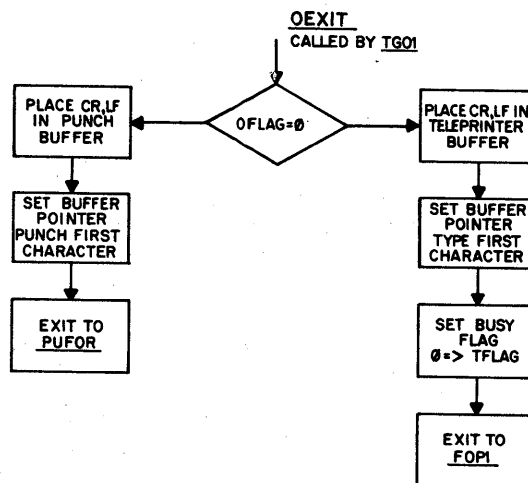 OEXIT
CALLED BY TGO1
OFLAG=Ø
PLACE CR,LF
IN PUNCH
BUFFER
SET BUFFER
POINTER
PUNCH FIRST
CHARACTER
EXIT TO
PUFOR
PLACE CR,LF IN
TELEPRINTER
BUFFER
SET BUFFER
POINTER
TYPE FIRST
CHARACTER
SET BUSY
FLAG
Ø=> TFLAG
EXIT TO
FOP1